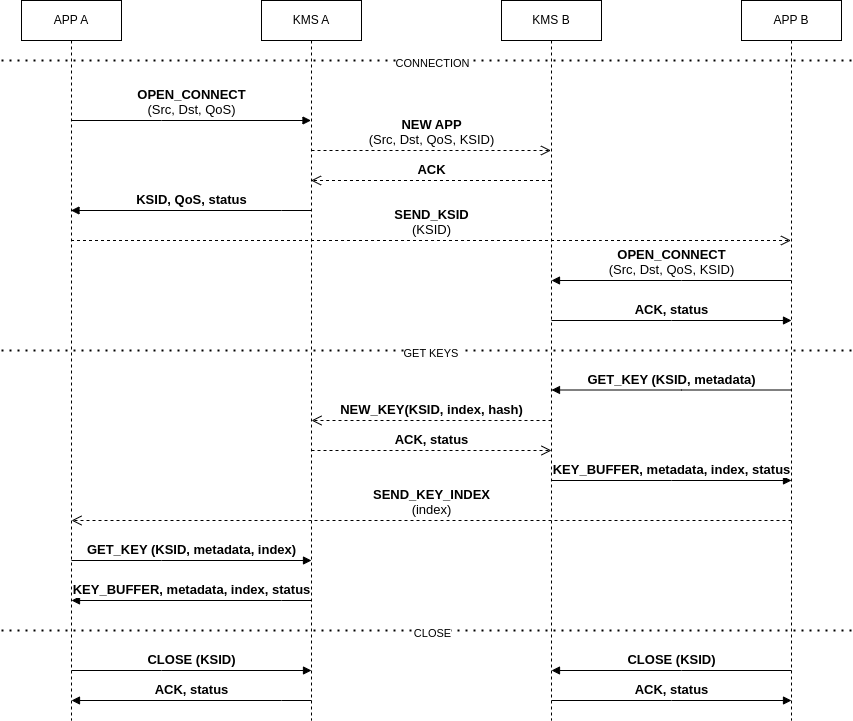 APP A
KMS A
KMS B
APP B
CONNECTION
OPEN_CONNECT
(Src, Dst, QoS)
NEW APP
(Src, Dst, QoS, KSID)
ACK
KSID, QoS, status
SEND_KSID
(KSID)
OPEN_CONNECT
(Src, Dst, QoS, KSID)
ACK, status
GET KEYS
GET_KEY (KSID, metadata)
NEW_KEY(KSID, index, hash)
ACK, status
KEY_BUFFER, metadata, index, status
SEND_KEY_INDEX
(index)
GET_KEY (KSID, metadata, index)
KEY_BUFFER, metadata, index, status
CLOSE
CLOSE (KSID)
CLOSE (KSID)
ACK, status
ACK, status